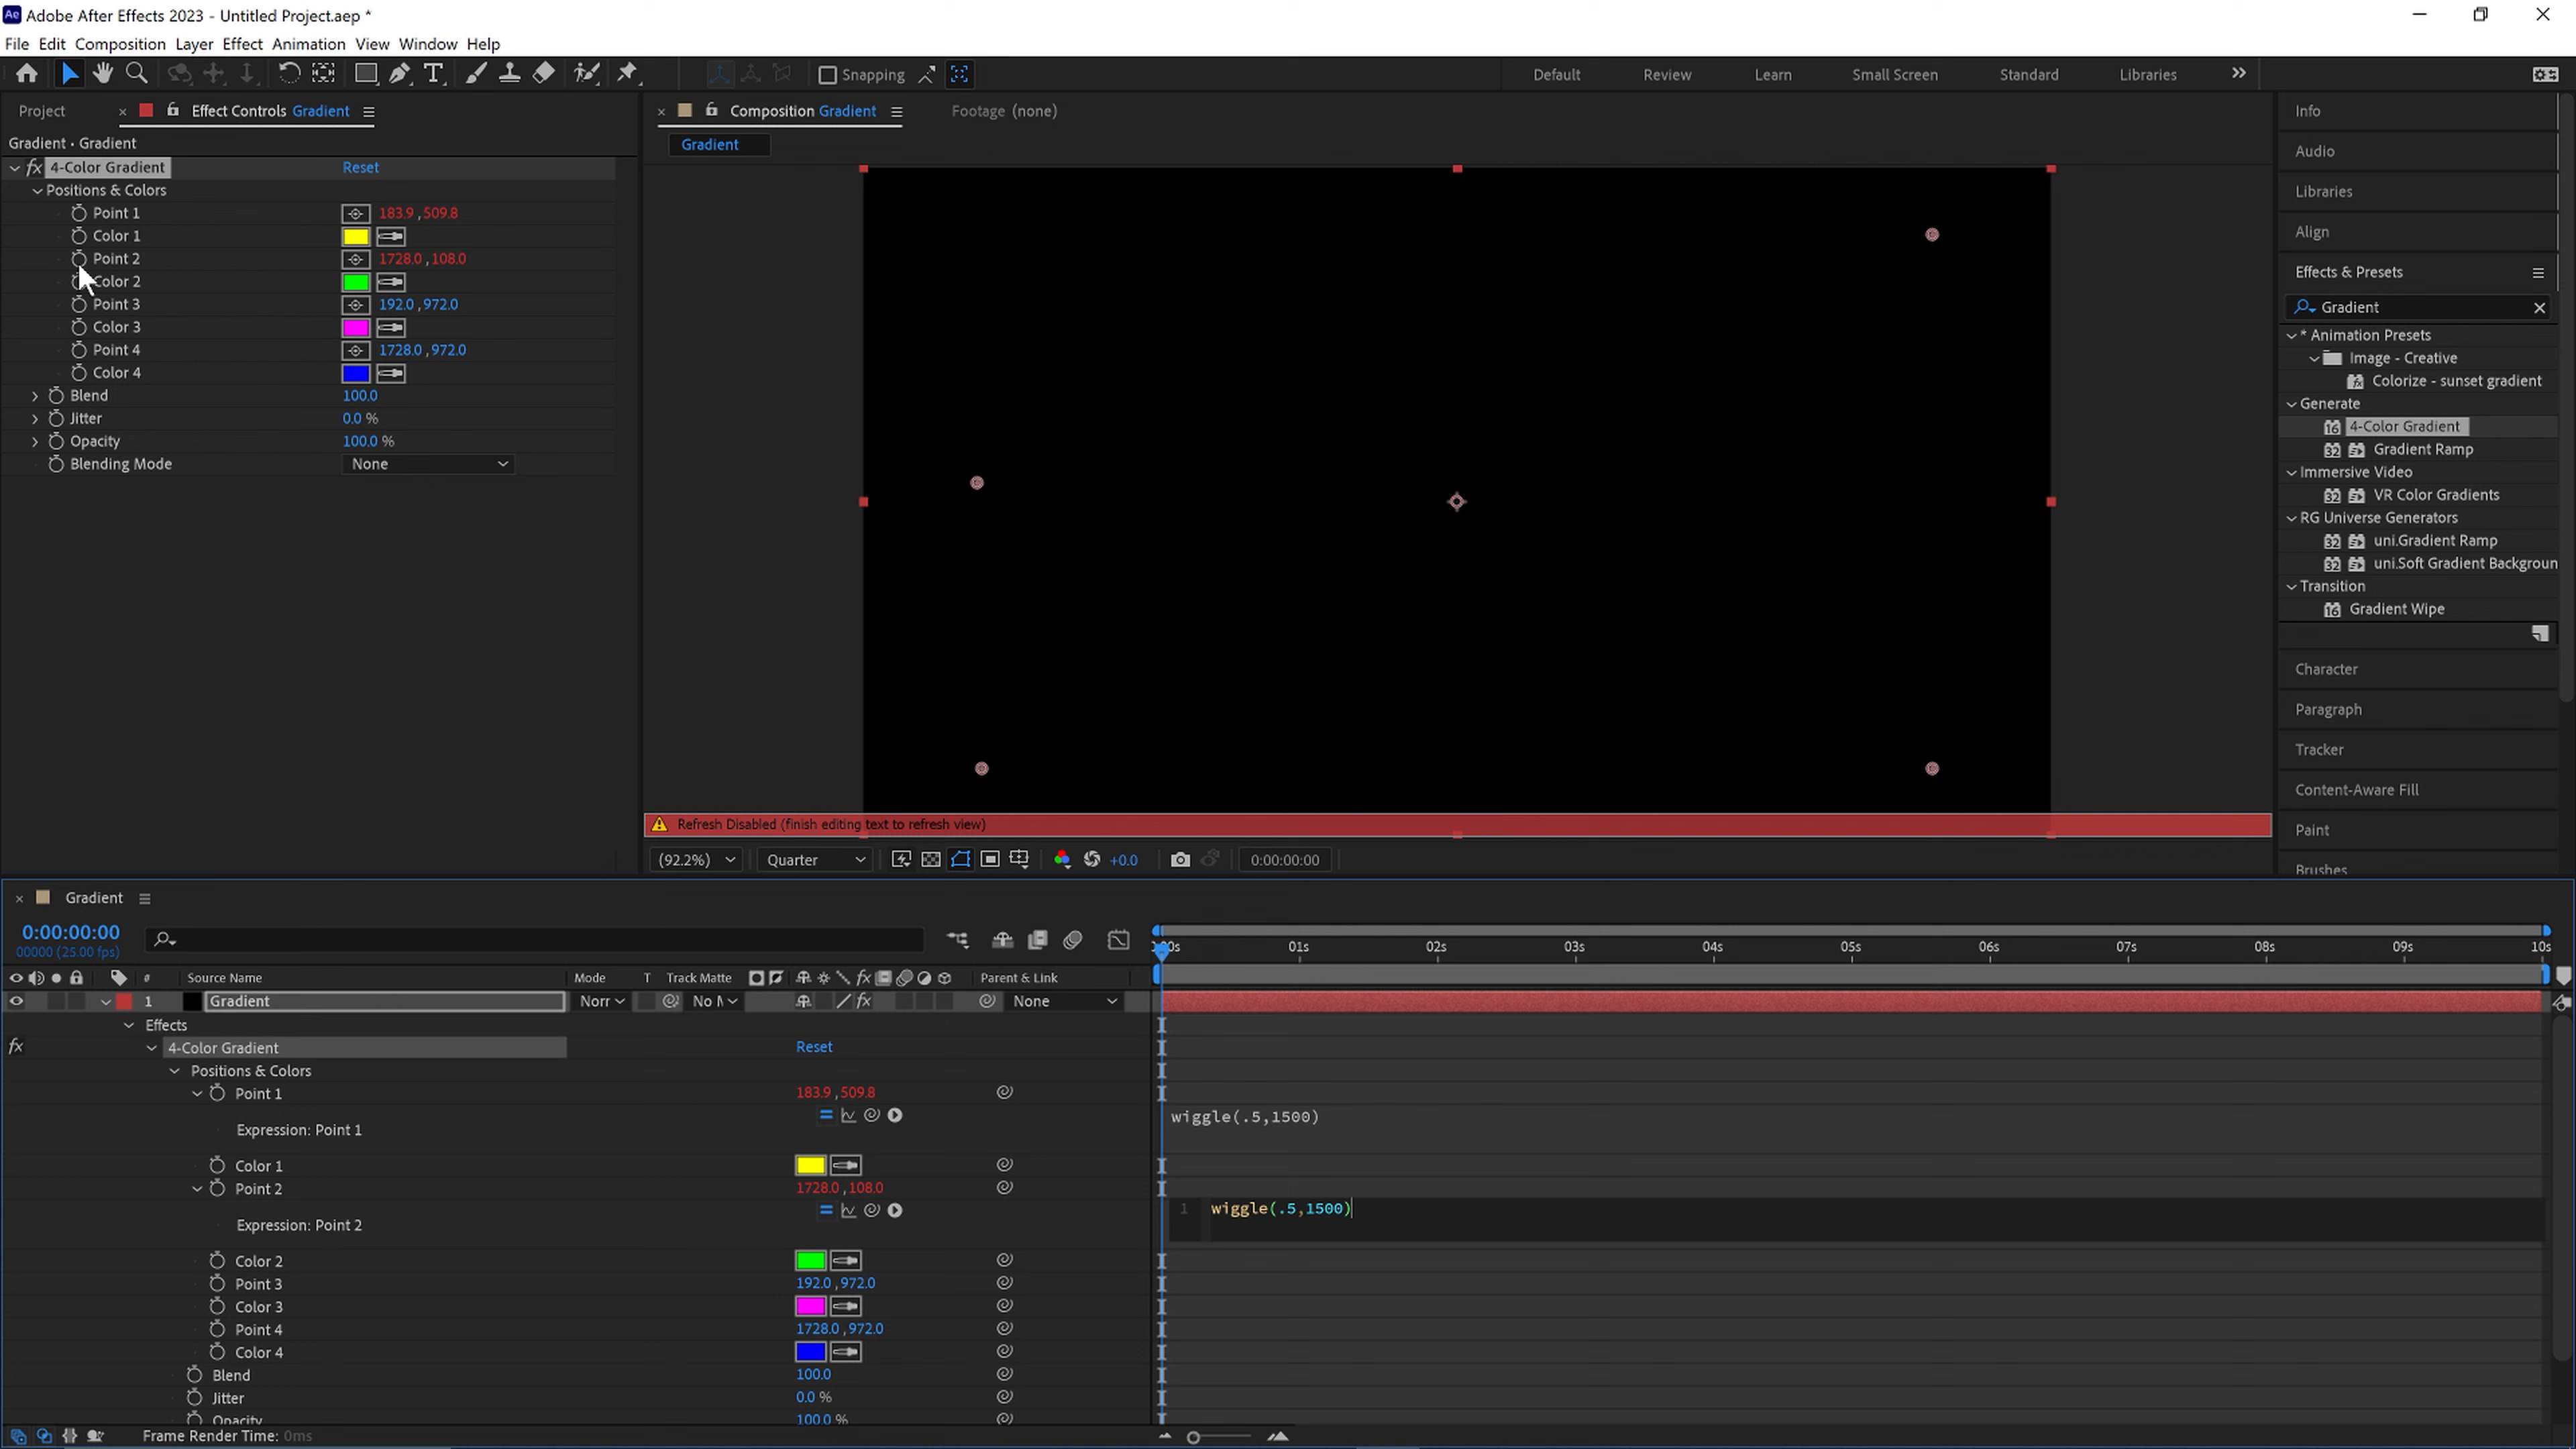 Adobe After Effects 2023 - Untitled Project.aep *
File Edit Composition Layer Effect Animation View Window Help
Snapping
Default Review Learn Small Screen Standard Libraries
Project
Effect Controls Gradient
Gradient • Gradient
fx 4-Color Gradient Reset
Positions & Colors
Point 1 183.9,509.8
Color 1
Point 2 1728.0,108.0
Color 2
Point 3 192.0,972.0
Color 3
Point 4 1728.0,972.0
Color 4
Blend 100.0
Jitter 0.0 %
Opacity 100.0 %
Blending Mode None
Composition Gradient
Footage (none)
Gradient
Refresh Disabled (finish editing text to refresh view)
(92.2%) Quarter +0.0 0:00:00:00
Info
Audio
Libraries
Align
Effects & Presets
Gradient
* Animation Presets
Image - Creative
Colorize - sunset gradient
Generate
16 4-Color Gradient
32 Gradient Ramp
Immersive Video
32 VR Color Gradients
RG Universe Generators
32 uni.Gradient Ramp
32 uni.Soft Gradient Backgroun
Transition
16 Gradient Wipe
Character
Paragraph
Tracker
Content-Aware Fill
Paint
Brushes
Gradient
0:00:00:00
00000 (25.00 fps)
01s 02s 03s 04s 05s 06s 07s 08s 09s 10s
# Source Name Mode T Track Matte fx Parent & Link
1 Gradient Norr No fx None
Effects
fx 4-Color Gradient Reset
Positions & Colors
Point 1 183.9,509.8
Expression: Point 1 wiggle(.5,1500)
Color 1
Point 2 1728.0,108.0
Expression: Point 2 1 wiggle(.5,1500)
Color 2
Point 3 192.0,972.0
Color 3
Point 4 1728.0,972.0
Color 4
Blend 100.0
Jitter 0.0 %
Opacity 100.0 %
Frame Render Time: 0ms